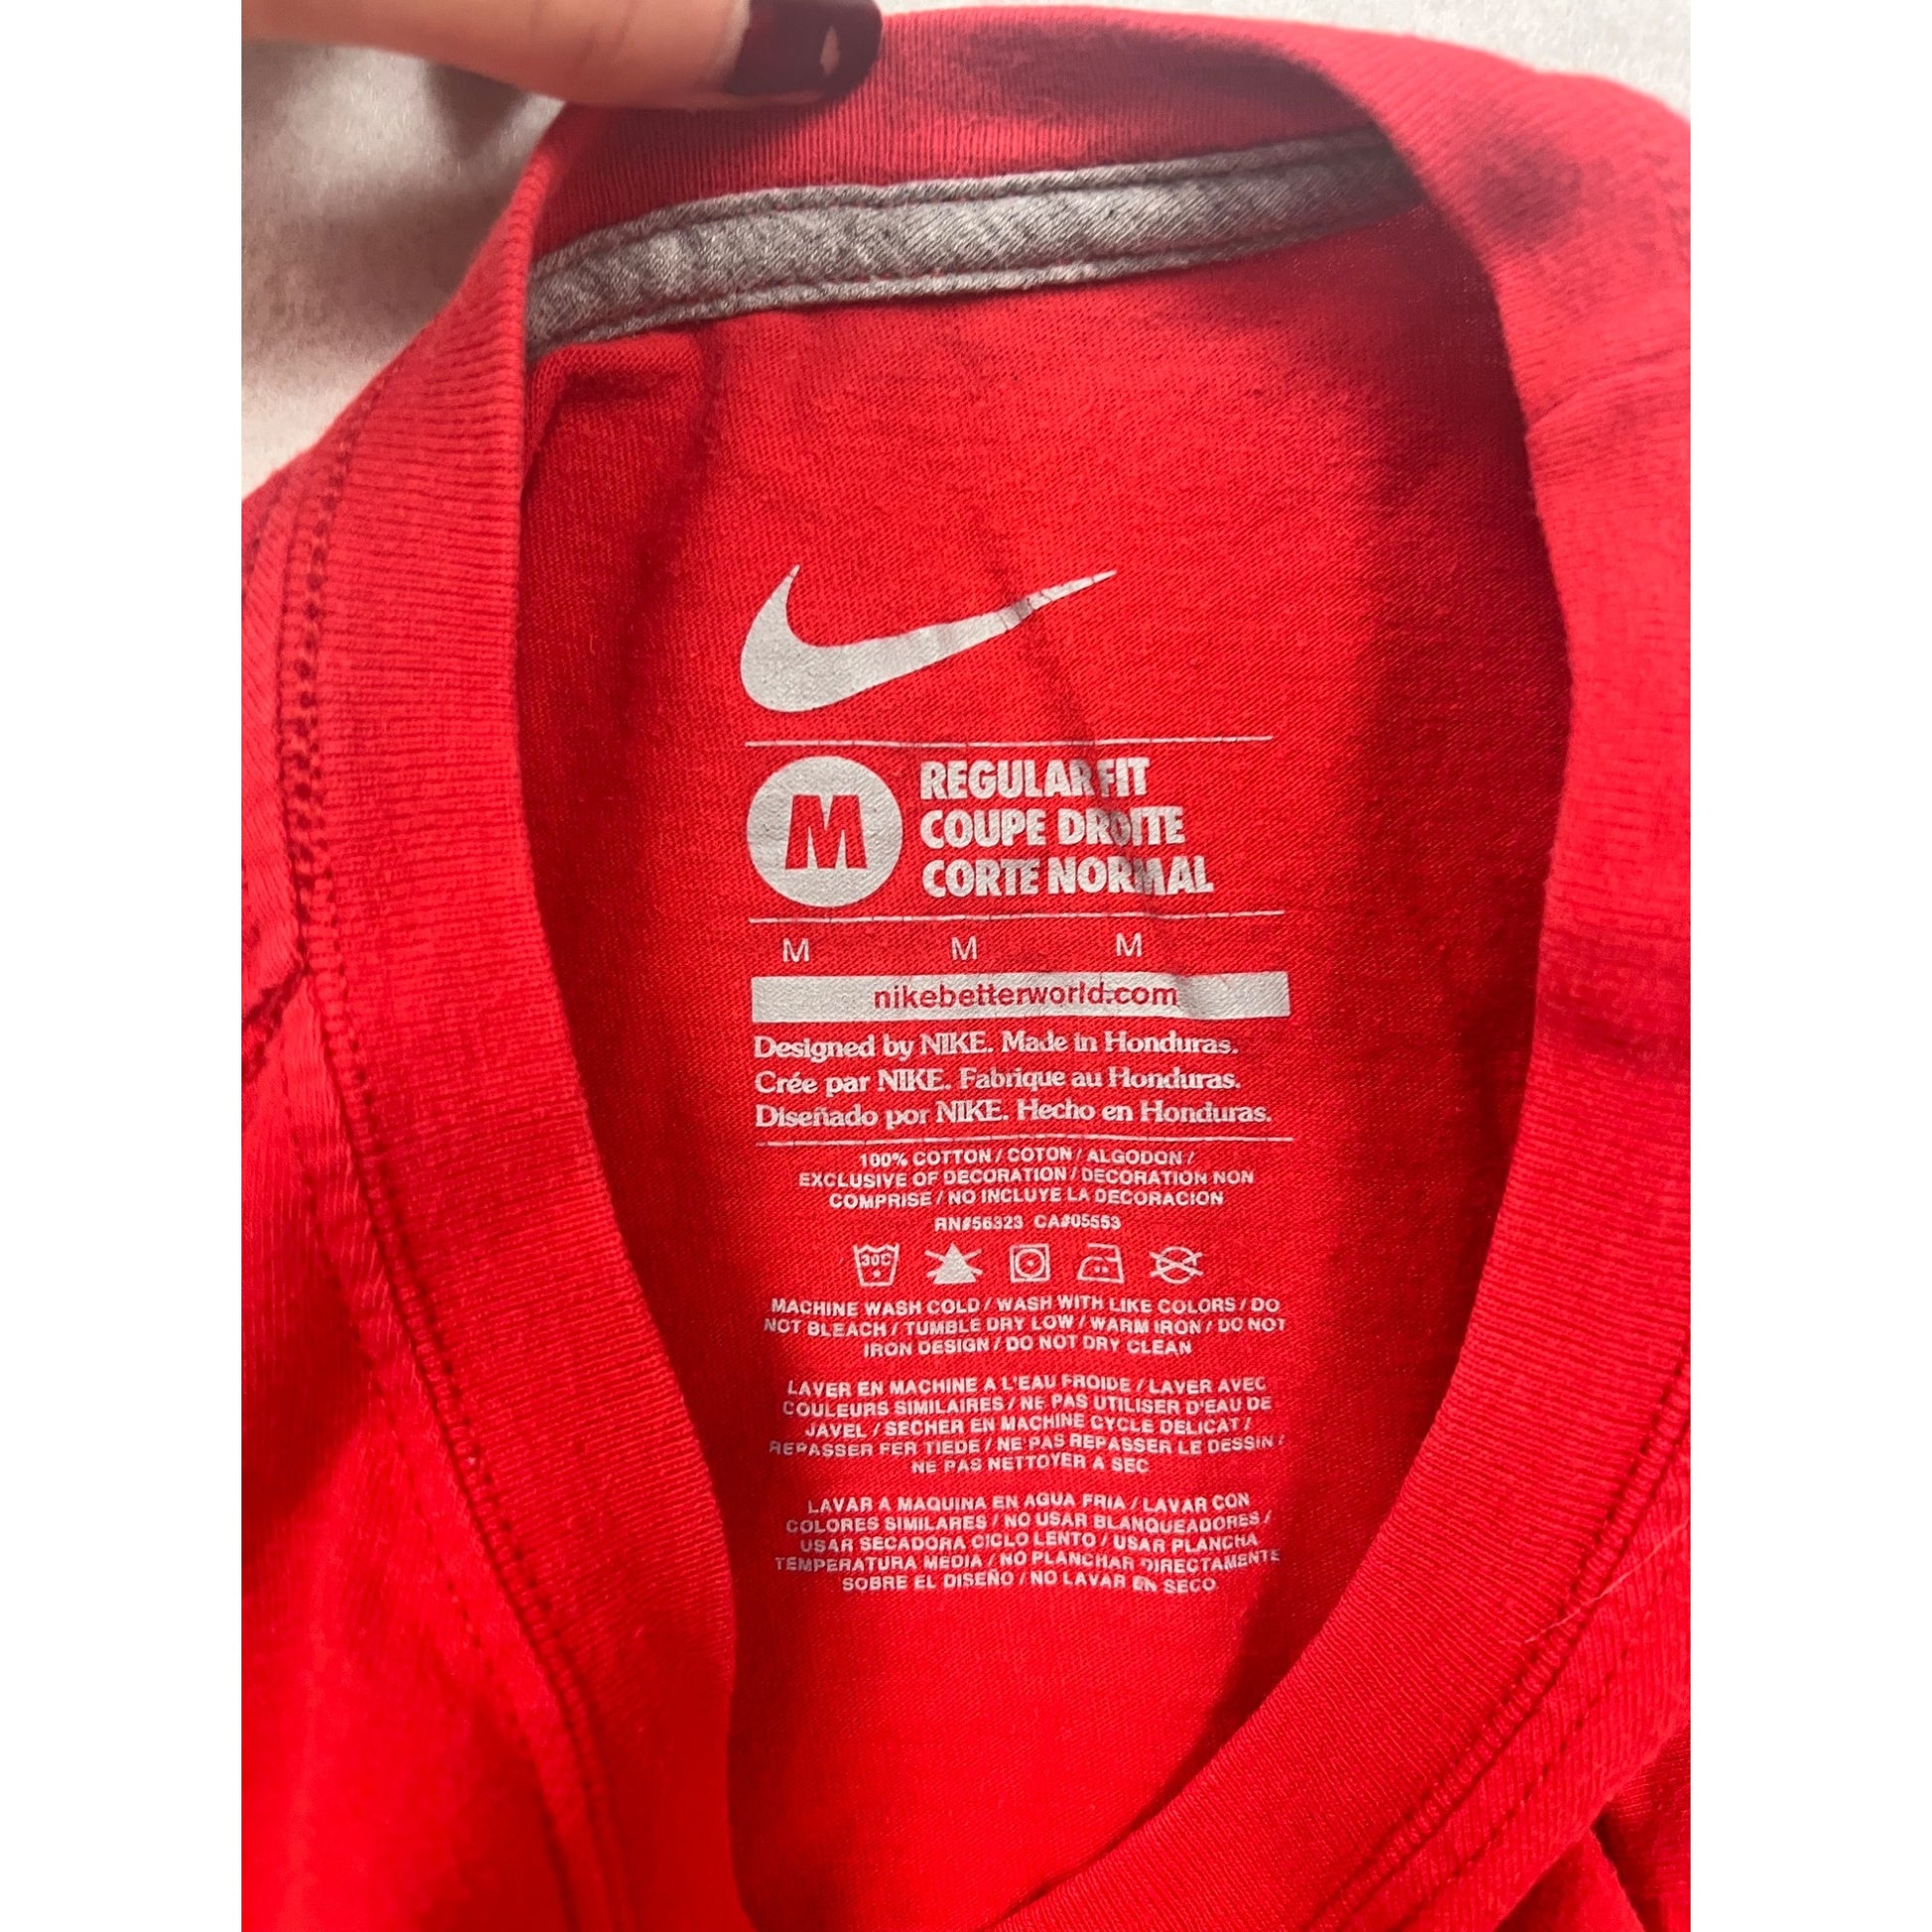 M
REGULAR FIT
COUPE DROITE
CORTE NORMAL
M M M
nikebetterworld.com
Designed by NIKE. Made in Honduras.
Crée par NIKE. Fabrique au Honduras.
Diseñado por NIKE. Hecho en Honduras.
100% COTTON / COTON / ALGODON /
EXCLUSIVE OF DECORATION / DECORATION NON
COMPRISE / NO INCLUYE LA DECORACION
RN#56323 CA#05553
30C
MACHINE WASH COLD / WASH WITH LIKE COLORS / DO
NOT BLEACH / TUMBLE DRY LOW / WARM IRON / DO NOT
IRON DESIGN / DO NOT DRY CLEAN
LAVER EN MACHINE A L'EAU FROIDE / LAVER AVEC
COULEURS SIMILAIRES / NE PAS UTILISER D'EAU DE
JAVEL / SECHER EN MACHINE CYCLE DELICAT /
REPASSER FER TIEDE / NE PAS REPASSER LE DESSIN /
NE PAS NETTOYER A SEC
LAVAR A MAQUINA EN AGUA FRIA / LAVAR CON
COLORES SIMILARES / NO USAR BLANQUEADORES /
USAR SECADORA CICLO LENTO / USAR PLANCHA
TEMPERATURA MEDIA / NO PLANCHAR DIRECTAMENTE
SOBRE EL DISEÑO / NO LAVAR EN SECO